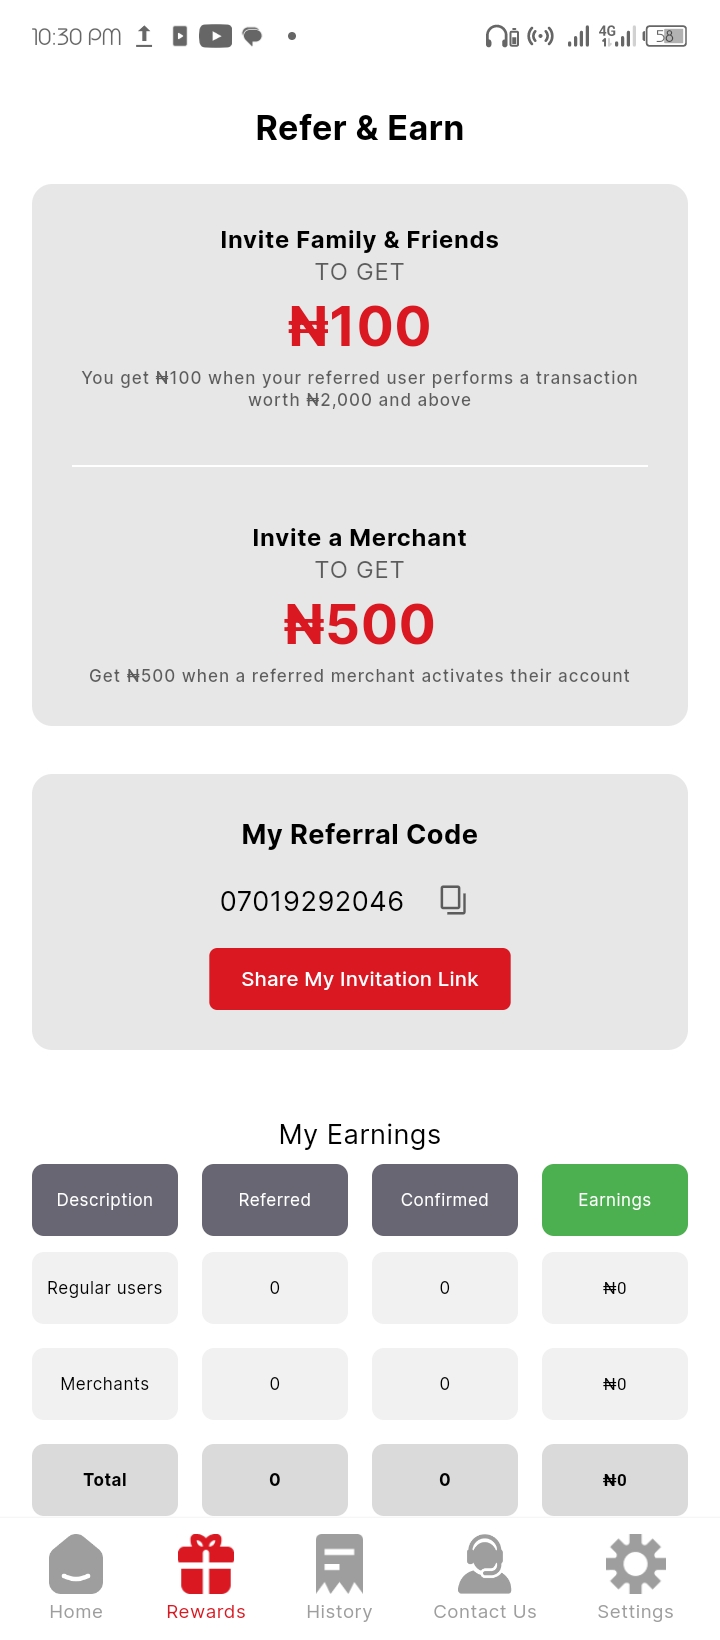 10:30 PM
4G
58
Refer & Earn
Invite Family & Friends
TO GET
₦100
You get ₦100 when your referred user performs a transaction
worth ₦2,000 and above
Invite a Merchant
TO GET
₦500
Get ₦500 when a referred merchant activates their account
My Referral Code
07019292046
Share My Invitation Link
My Earnings
Description Referred Confirmed Earnings
Regular users 0 0 ₦0
Merchants 0 0 ₦0
Total 0 0 ₦0
Home Rewards History Contact Us Settings